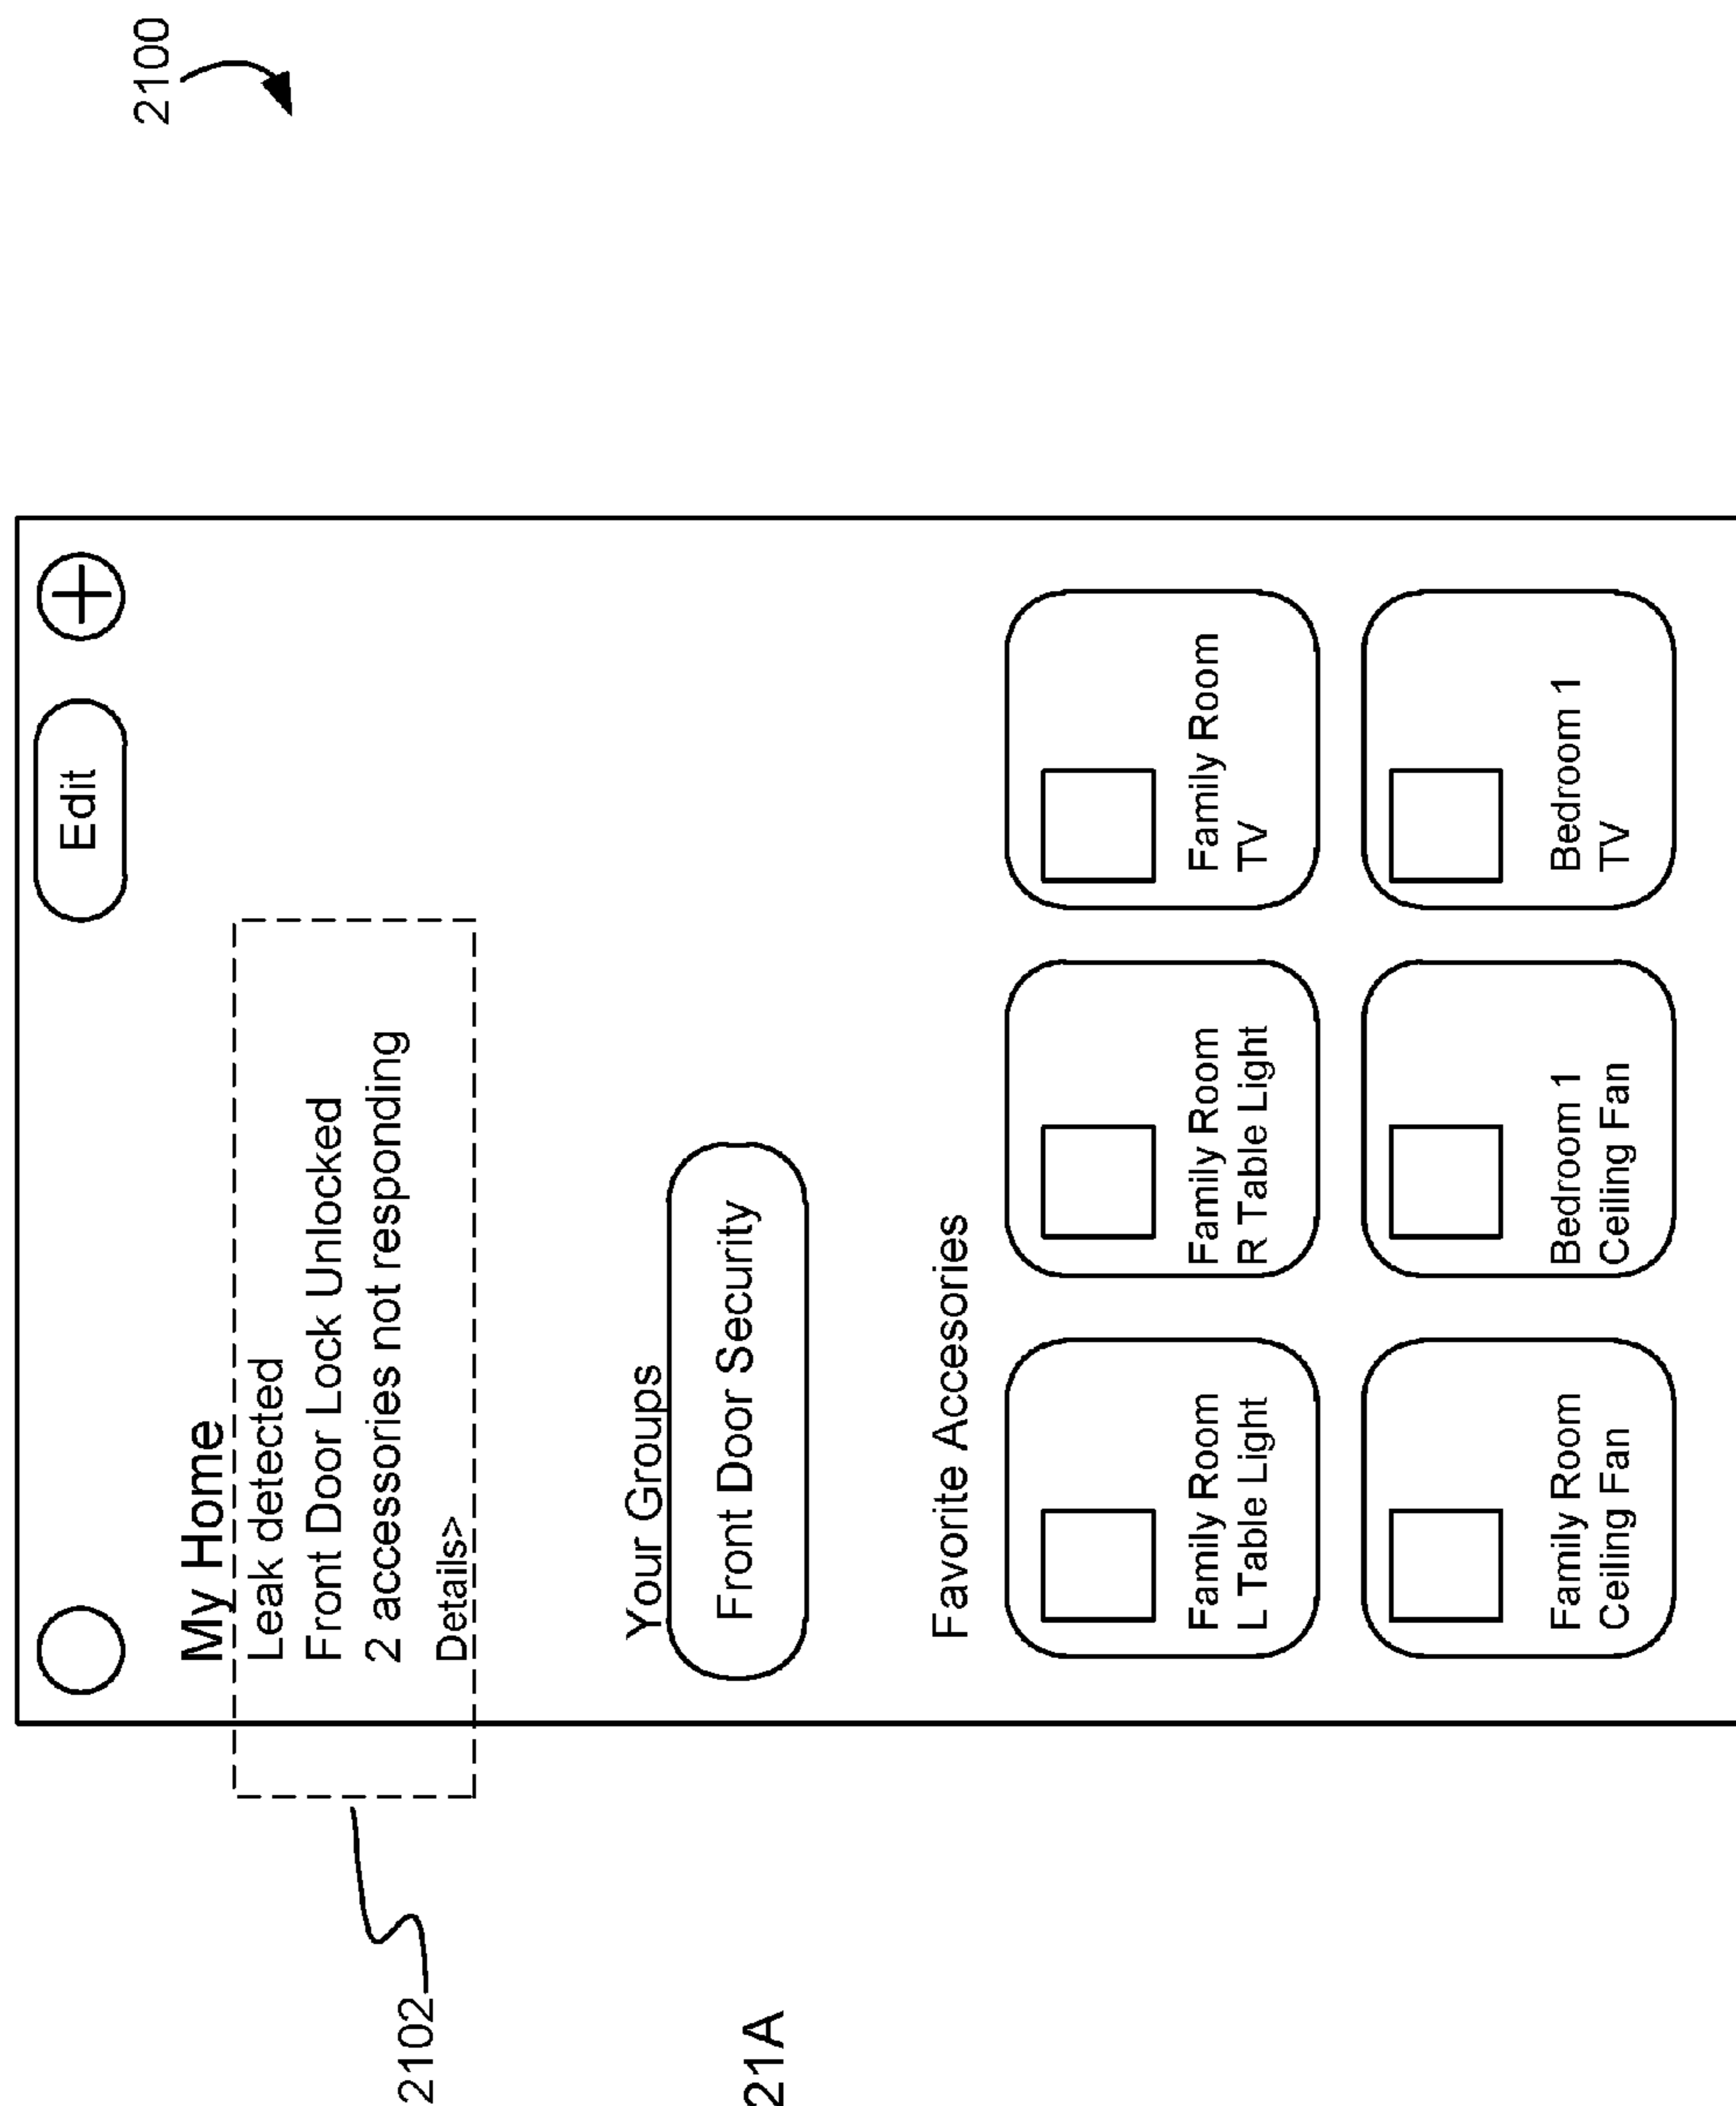 2100
Edit
My Home
Leak detected
Front Door Lock Unlocked
2 accessories not responding
Details>
2102
Your Groups
Front Door Security
21A
Favorite Accessories
Family Room
L Table Light
Family Room
R Table Light
Family Room
TV
Family Room
Ceiling Fan
Bedroom 1
Ceiling Fan
Bedroom 1
TV